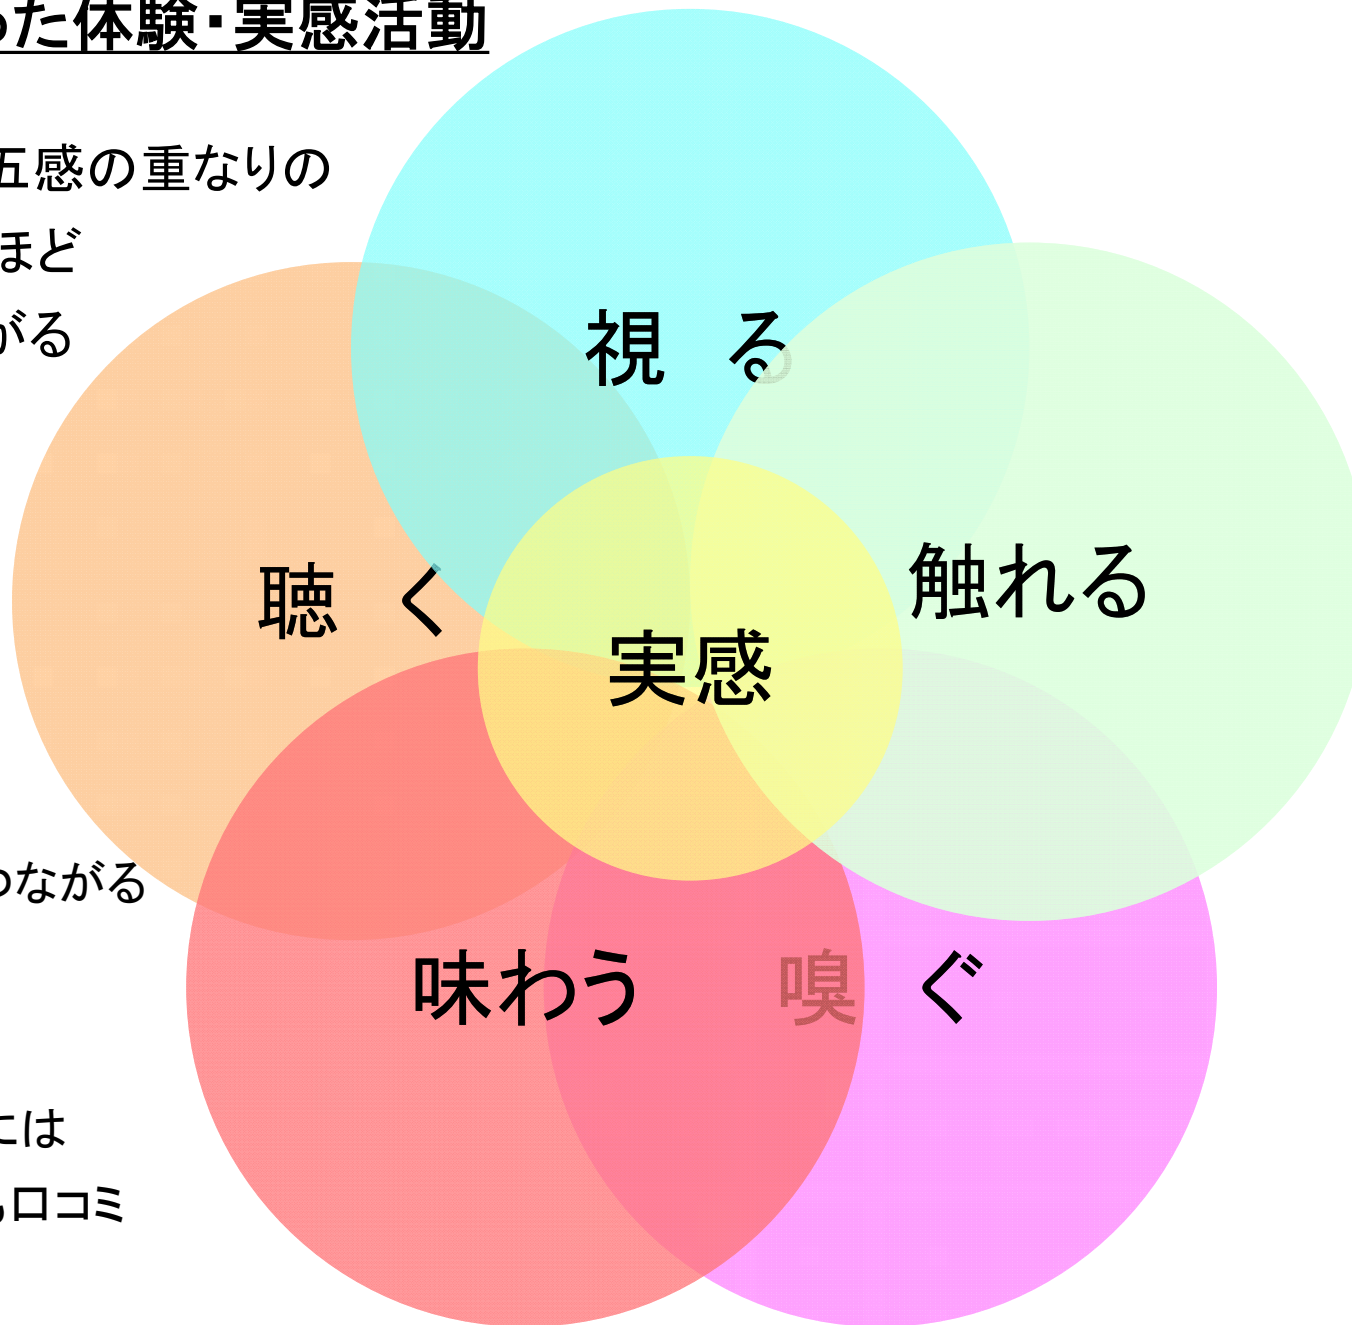 った体験・実感活動
五感の重なりの
ほど
がる
視 る
聴 く
触れる
実感
つながる
味わう
嗅 ぐ
には
口コミ